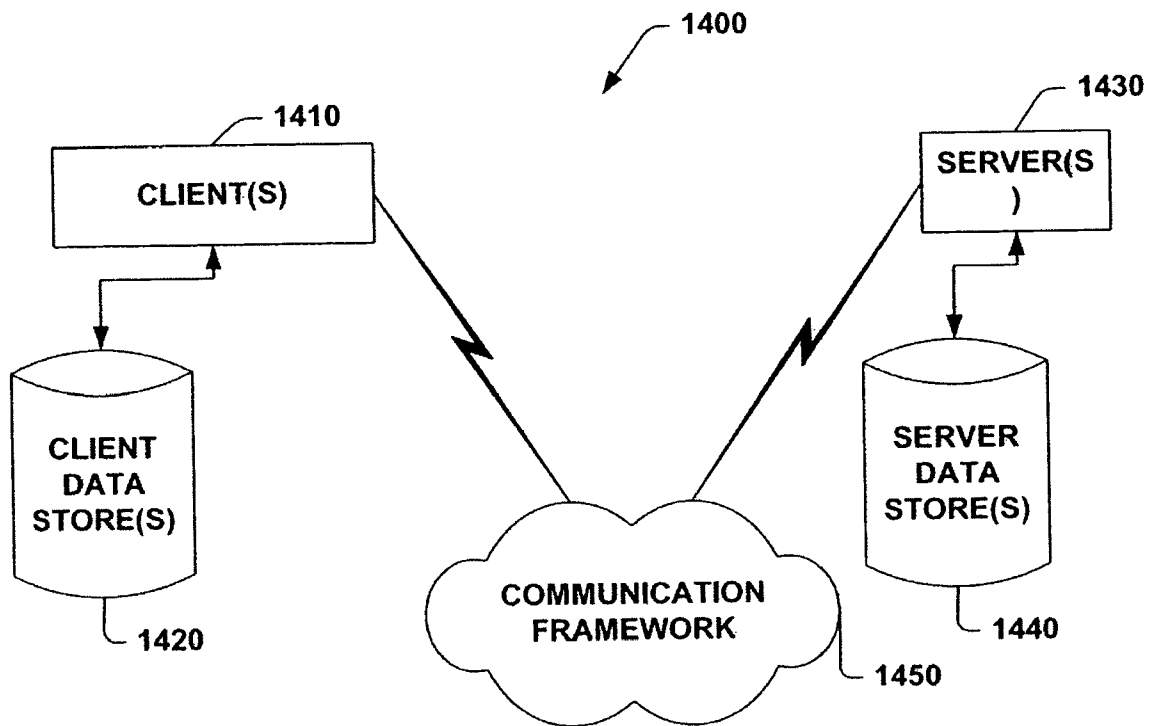 1400
1410
1430
CLIENT(S)
SERVER(S
)
CLIENT
DATA
STORE(S)
SERVER
DATA
STORE(S)
COMMUNICATION
FRAMEWORK
1420
1440
1450